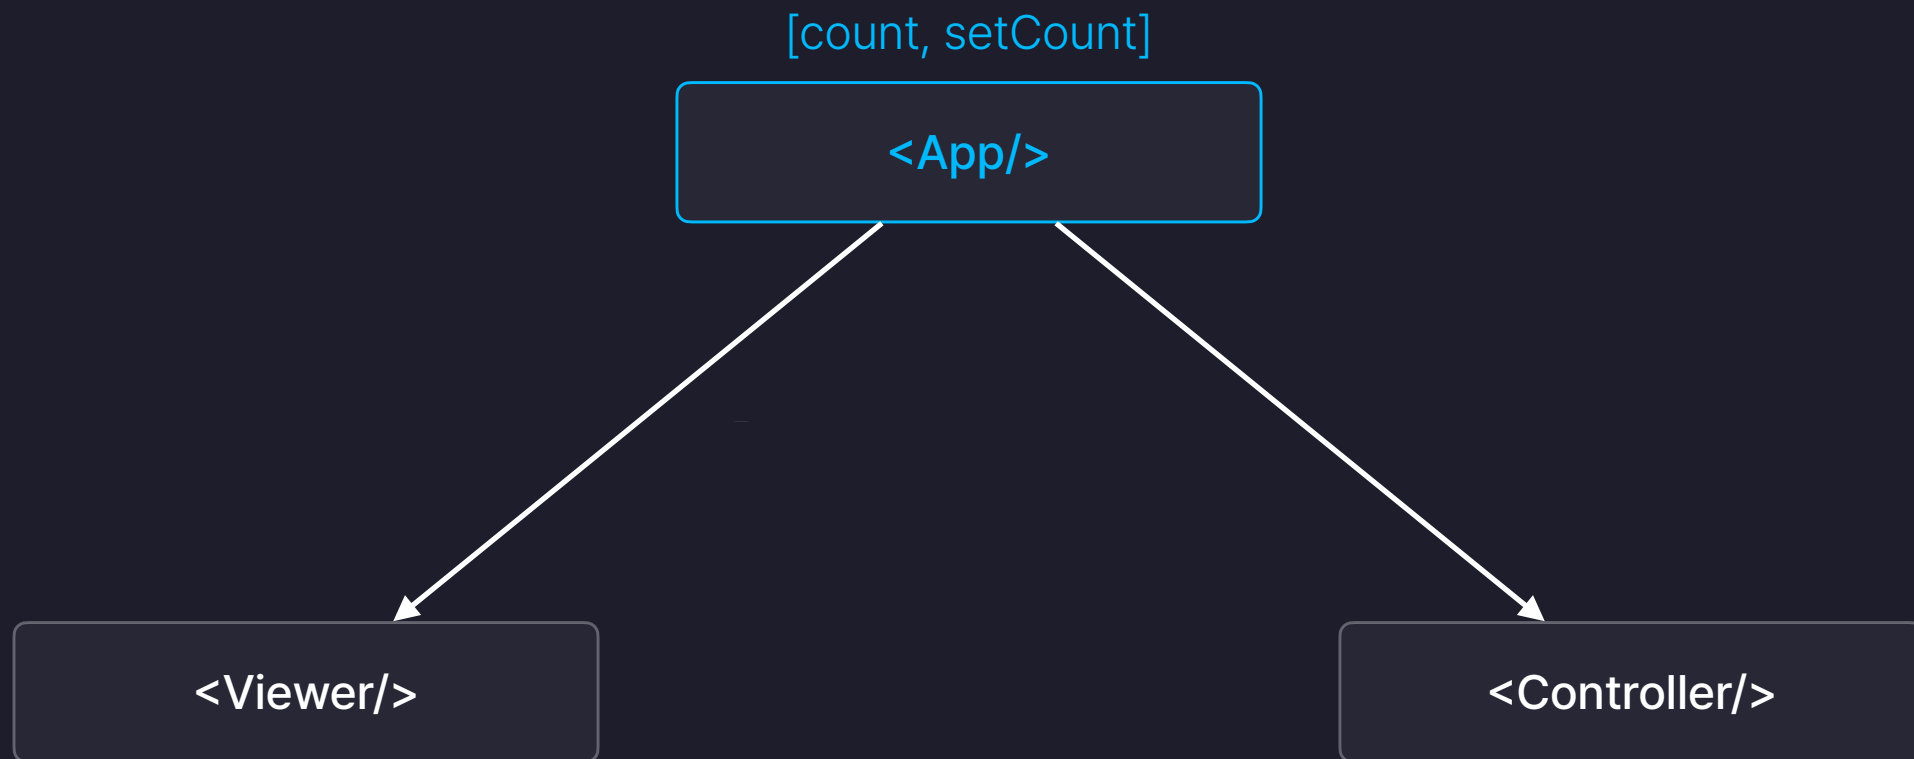 [count, setCount]
<App/>
<Viewer/>
<Controller/>